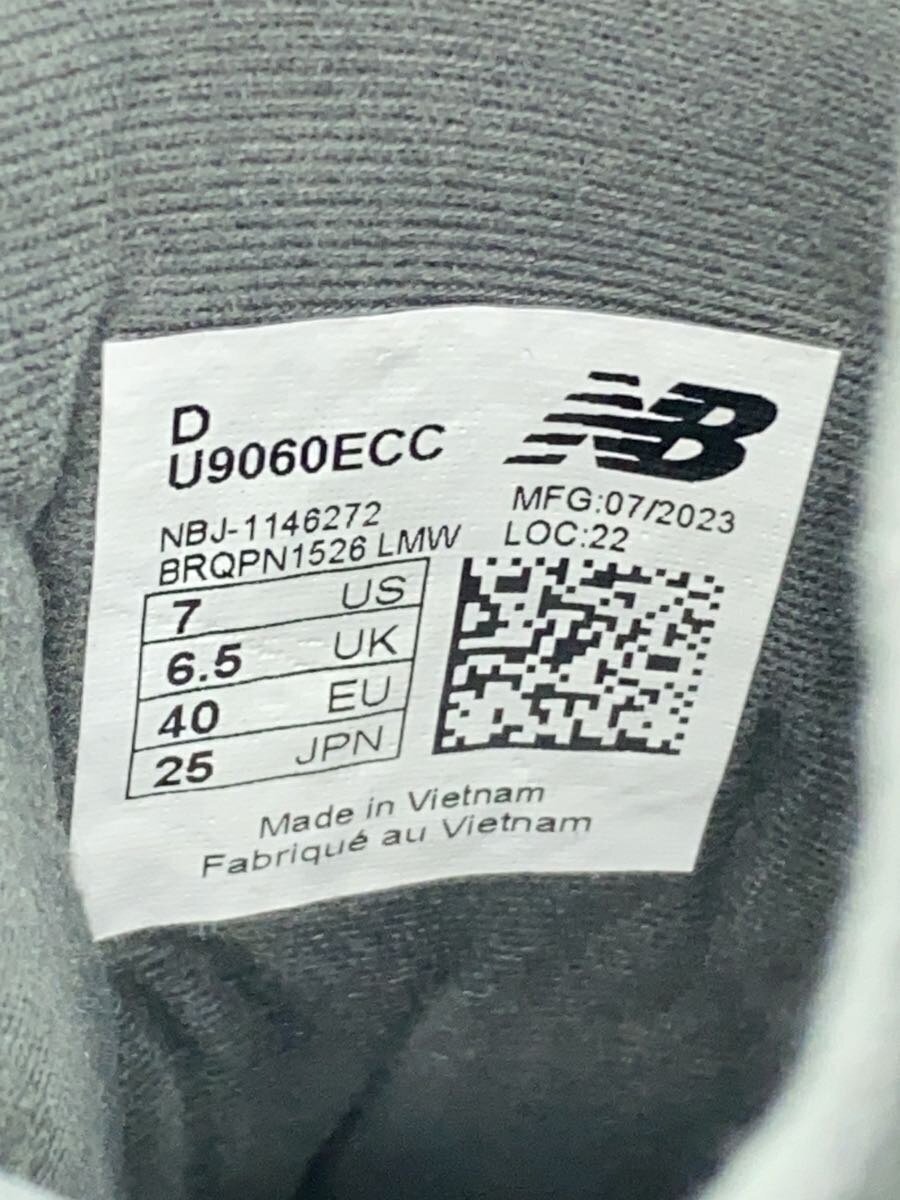 D
U9060ECC
NB
MFG:07/2023
LOC:22
NBJ-1146272
BRQPN1526 LMW
7 US
6.5 UK
40 EU
25 JPN
Made in Vietnam
Fabriqué au Vietnam